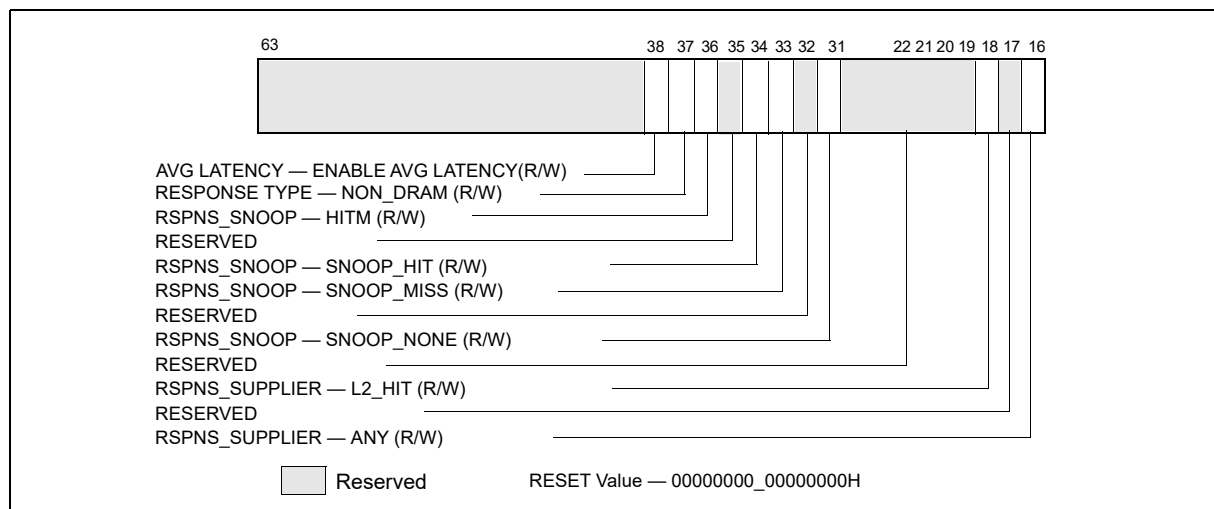 63 38 37 36 35 34 33 32 31 22 21 20 19 18 17 16
AVG LATENCY — ENABLE AVG LATENCY(R/W)
RESPONSE TYPE — NON_DRAM (R/W)
RSPNS_SNOOP — HITM (R/W)
RESERVED
RSPNS_SNOOP — SNOOP_HIT (R/W)
RSPNS_SNOOP — SNOOP_MISS (R/W)
RESERVED
RSPNS_SNOOP — SNOOP_NONE (R/W)
RESERVED
RSPNS_SUPPLIER — L2_HIT (R/W)
RESERVED
RSPNS_SUPPLIER — ANY (R/W)
Reserved RESET Value — 00000000_00000000H